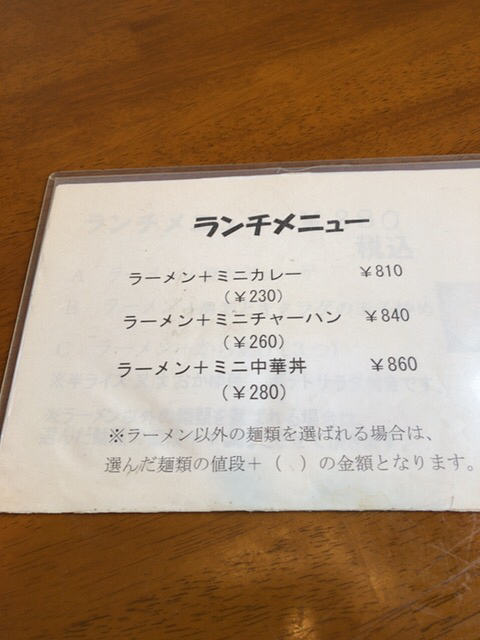 ランチメニュー
ラーメン＋ミニカレー ￥810
（￥230）
ラーメン＋ミニチャーハン ￥840
（￥260）
ラーメン＋ミニ中華丼 ￥860
（￥280）
※ラーメン以外の麺類を選ばれる場合は、
選んだ麺類の値段＋（　）の金額となります。